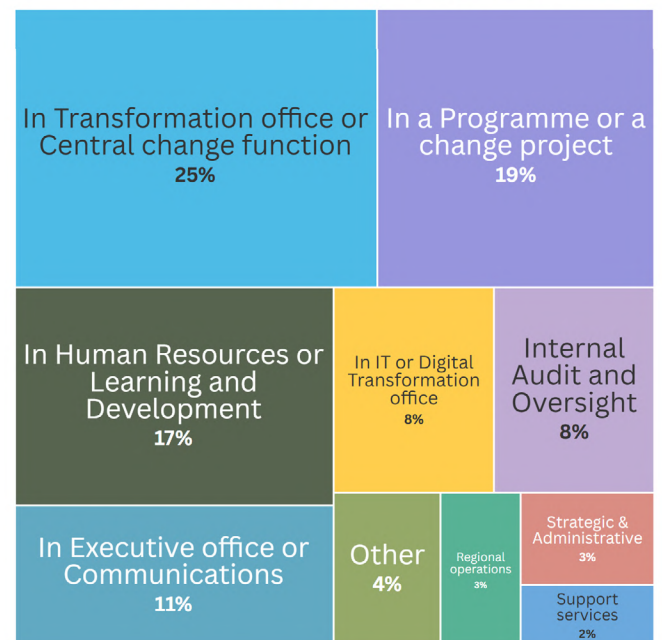 In Transformation office or
Central change function
25%
In a Programme or a
change project
19%
In Human Resources or
Learning and
Development
17%
In IT or Digital
Transformation
office
8%
Internal
Audit and
Oversight
8%
In Executive office or
Communications
11%
Other
4%
Regional
operations
3%
Strategic &
Administrative
3%
Support
services
2%